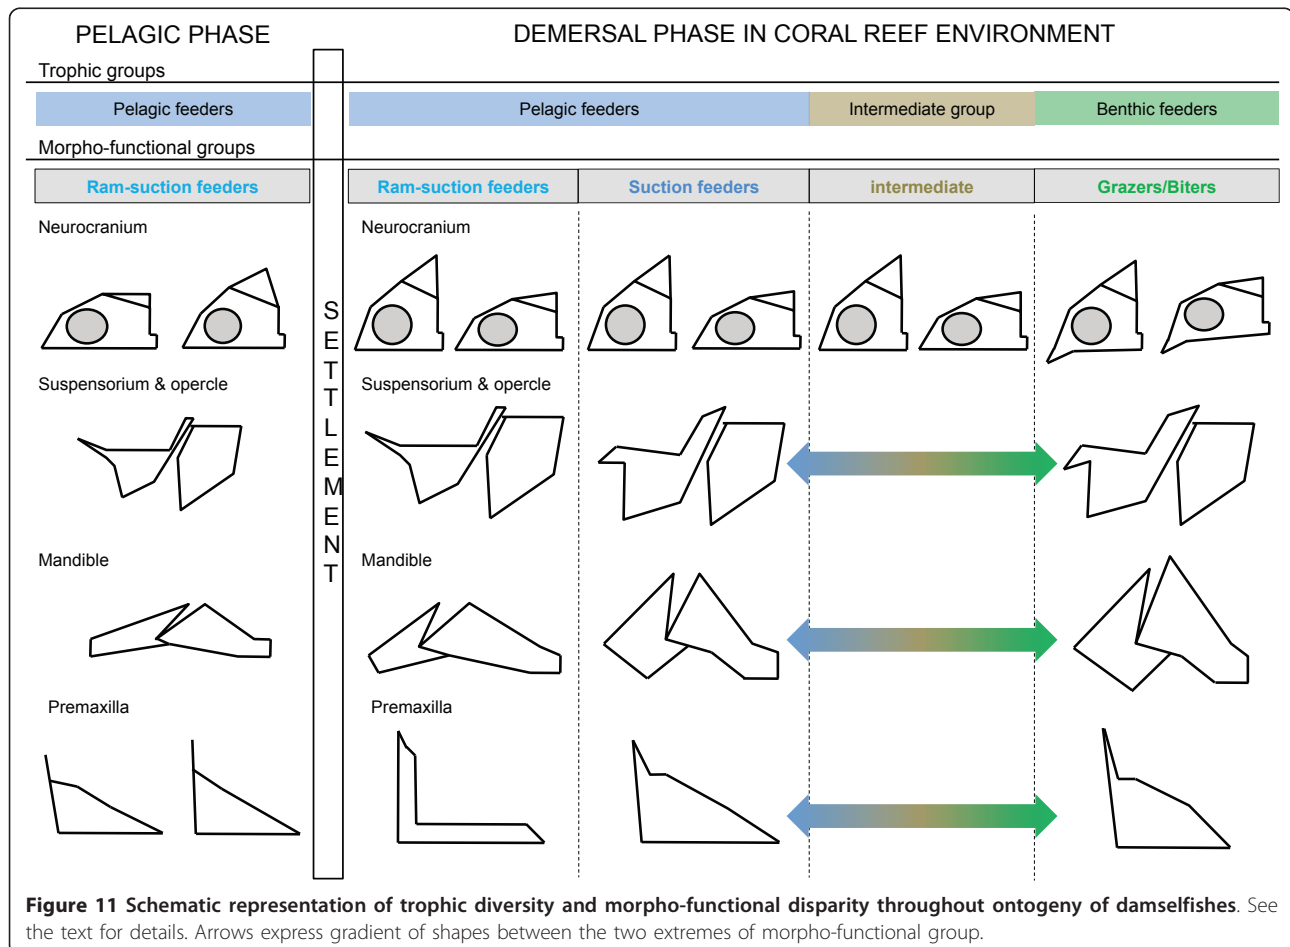 PELAGIC PHASE
DEMERSAL PHASE IN CORAL REEF ENVIRONMENT
Trophic groups
Pelagic feeders
Pelagic feeders
Intermediate group
Benthic feeders
Morpho-functional groups
Ram-suction feeders
Ram-suction feeders
Suction feeders
intermediate
Grazers/Biters
SETTLEMENT
Neurocranium
Neurocranium
Suspensorium & opercle
Suspensorium & opercle
Mandible
Mandible
Premaxilla
Premaxilla
Figure 11 Schematic representation of trophic diversity and morpho-functional disparity throughout ontogeny of damselfishes. See
the text for details. Arrows express gradient of shapes between the two extremes of morpho-functional group.